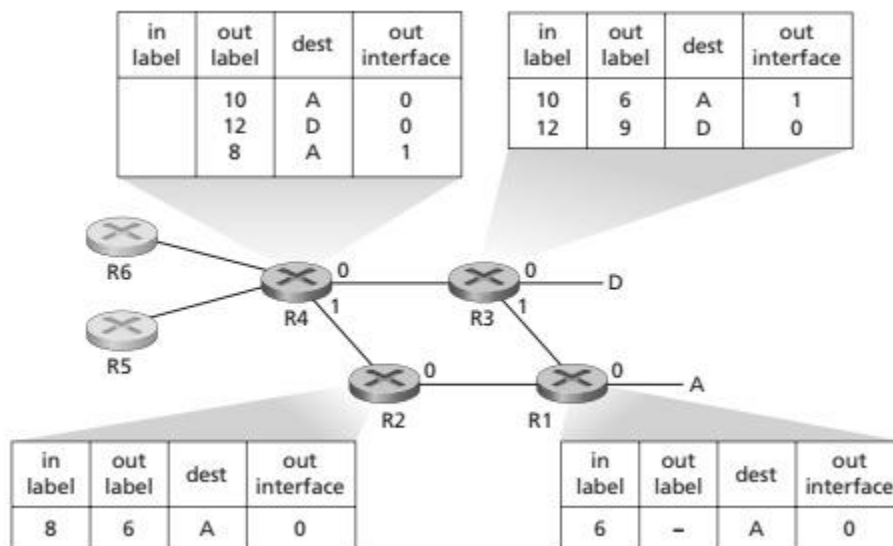 in label out label dest out interface
10 A 0
12 D 0
8 A 1
in label out label dest out interface
10 6 A 1
12 9 D 0
R6
R5
R4
0
1
R3
0
1
D
R2
0
R1
0
A
in label out label dest out interface
8 6 A 0
in label out label dest out interface
6 – A 0